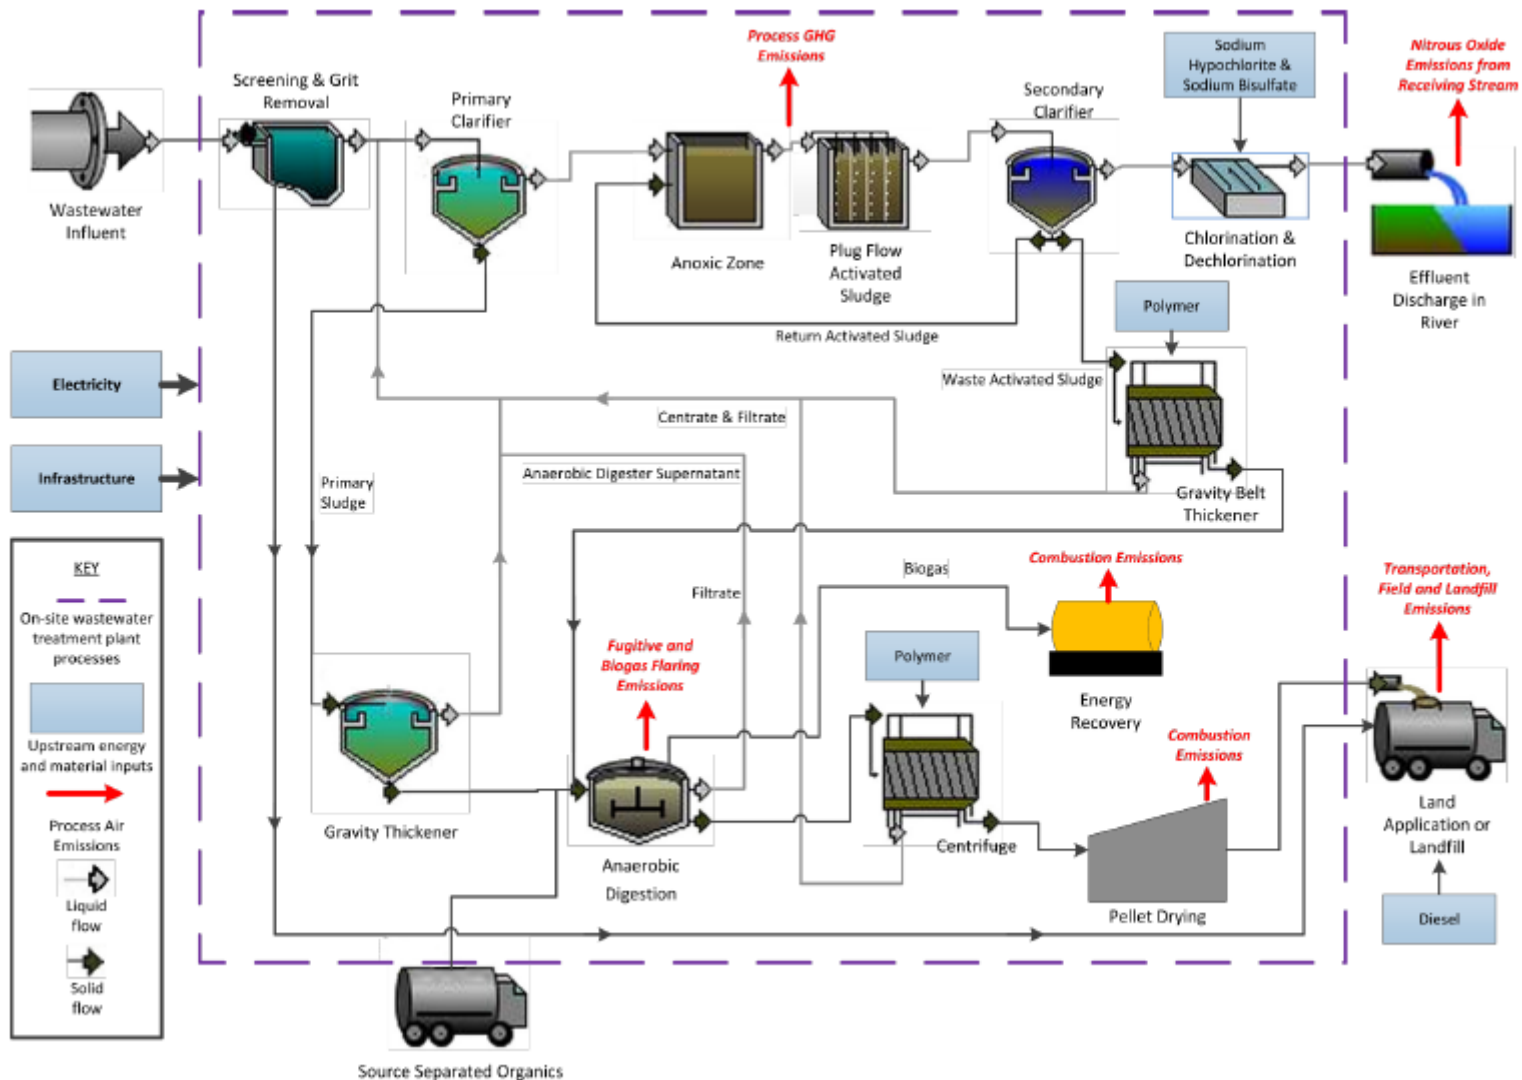 Process GHG
Emissions
Sodium
Hypochlorite &
Sodium Bisulfate
Nitrous Oxide
Emissions from
Receiving Stream
Screening & Grit
Removal
Primary
Clarifier
Secondary
Clarifier
Wastewater
Influent
Anoxic Zone
Plug Flow
Activated
Sludge
Chlorination &
Dechlorination
Effluent
Discharge in
River
Polymer
Return Activated Sludge
Electricity
Waste Activated Sludge
Centrate & Filtrate
Infrastructure
Primary
Sludge
Anaerobic Digester Supernatant
Gravity Belt
Thickener
KEY
On-site wastewater
treatment plant
processes
Upstream energy
and material inputs
Process Air
Emissions
Liquid
flow
Solid
flow
Filtrate
Biogas
Combustion Emissions
Transportation,
Field and Landfill
Emissions
Fugitive and
Biogas Flaring
Emissions
Polymer
Energy
Recovery
Combustion
Emissions
Gravity Thickener
Anaerobic
Digestion
Centrifuge
Pellet Drying
Land
Application or
Landfill
Diesel
Source Separated Organics